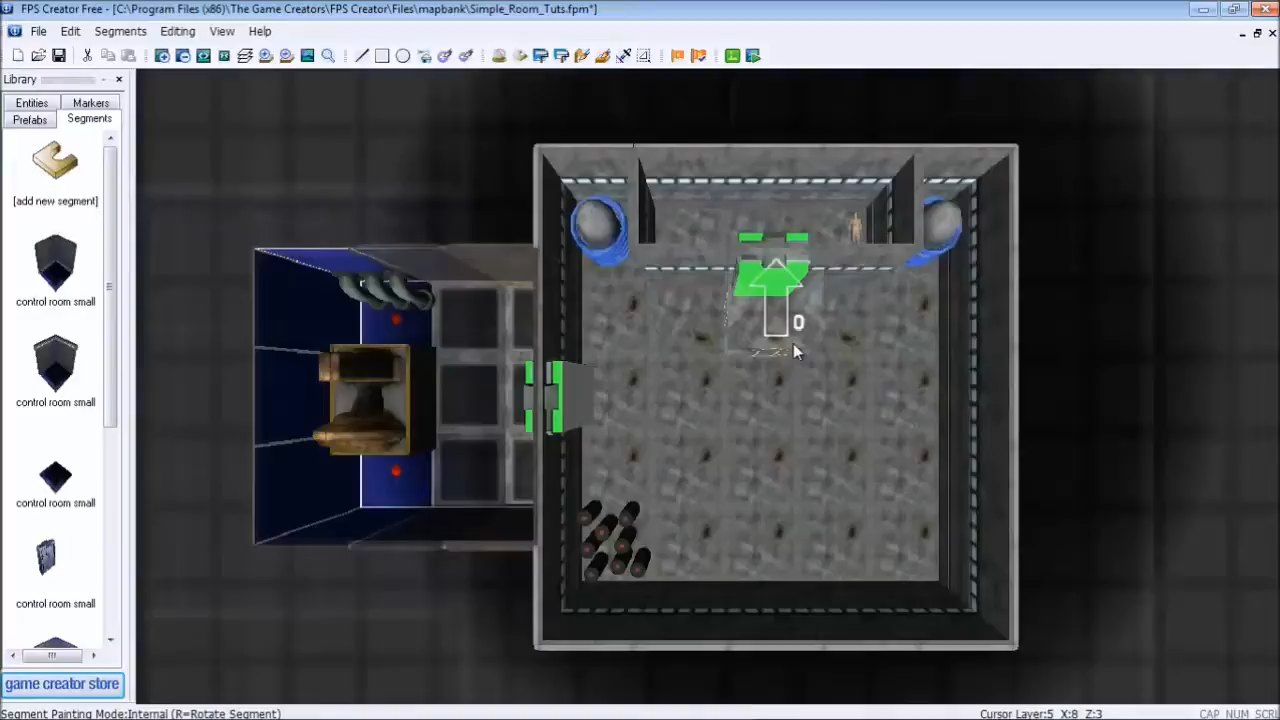 FPS Creator Free - [C:\Program Files (x86)\The Game Creators\FPS Creator\Files\mapbank\Simple_Room_Tuts.fpm*]
File Edit Segments Editing View Help
Library
Entities Markers
Prefabs Segments
[add new segment]
control room small
control room small
control room small
control room small
0
game creator store
Segment Painting Mode:Internal (R=Rotate Segment) Cursor Layer:5 X:8 Z:3 CAP NUM SCRL